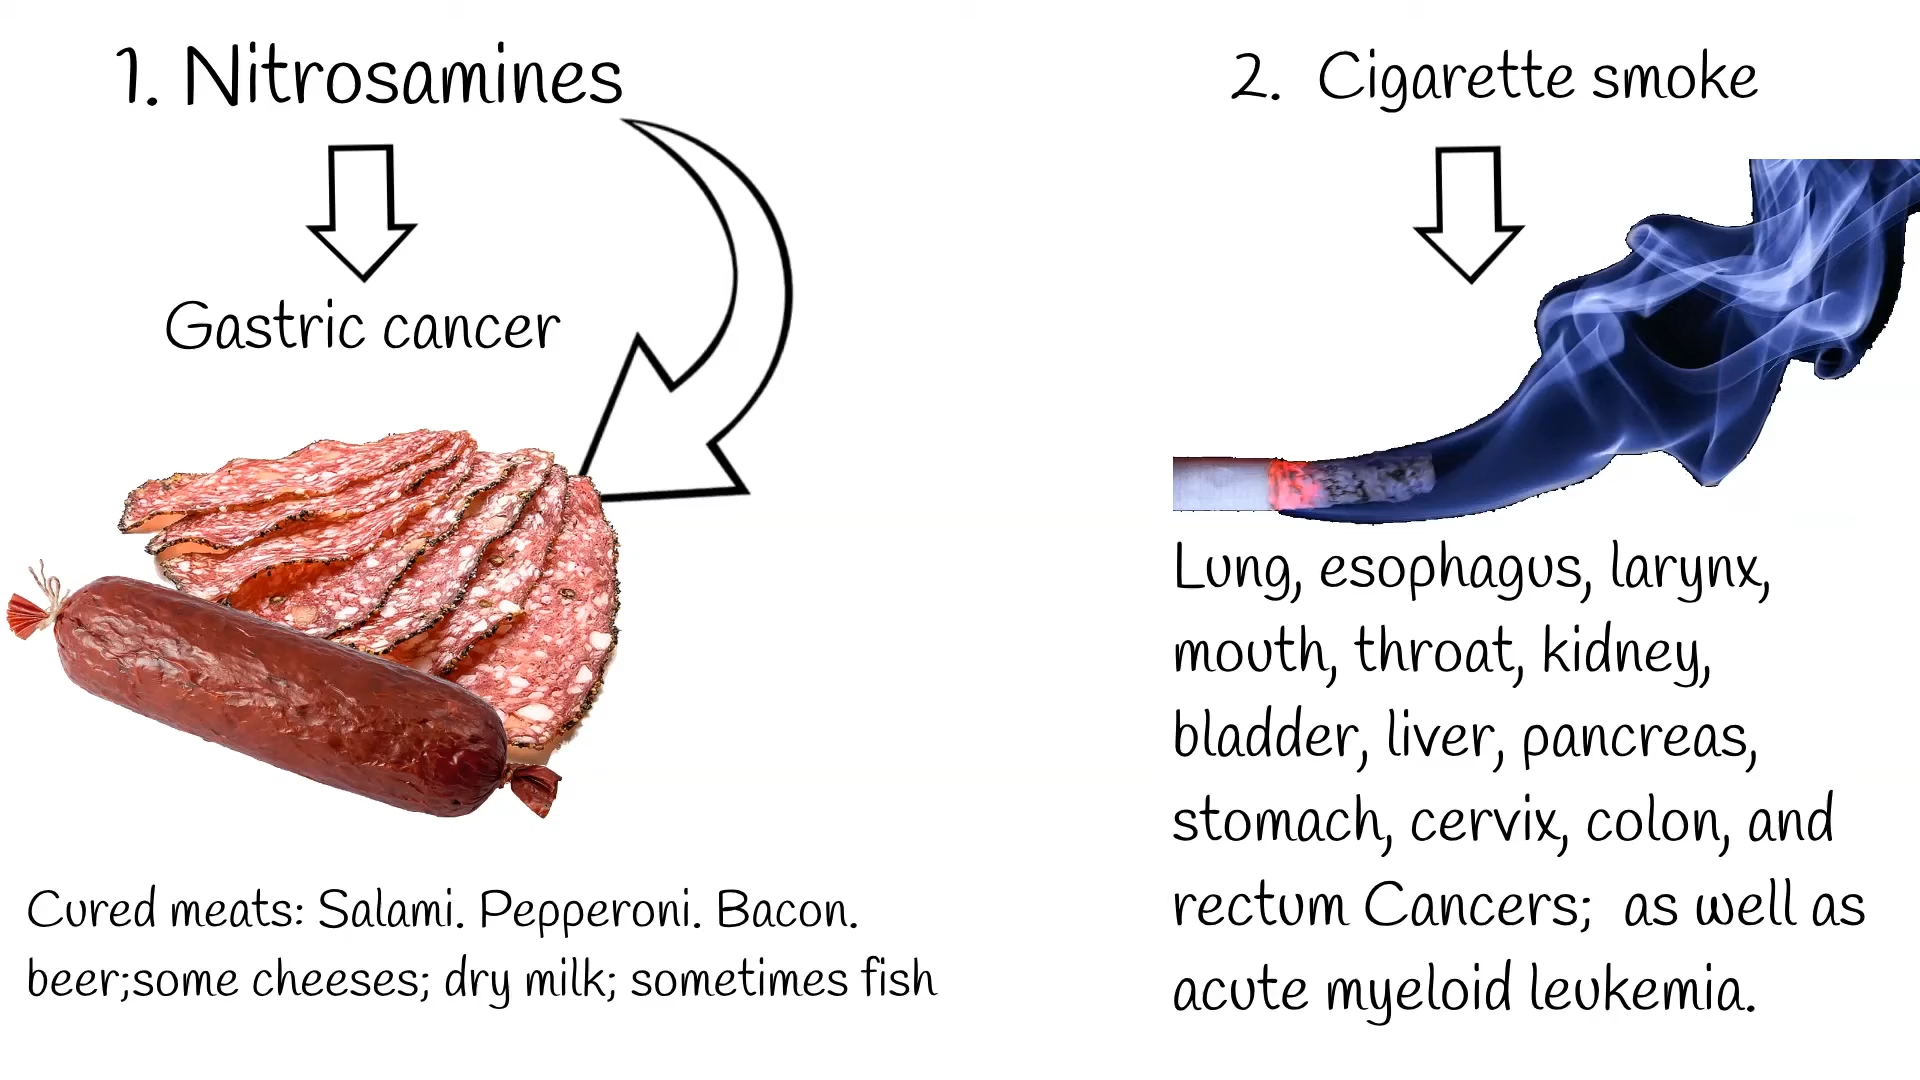 1. Nitrosamines
Gastric cancer
Cured meats: Salami. Pepperoni. Bacon.
beer;some cheeses; dry milk; sometimes fish
2. Cigarette smoke
Lung, esophagus, larynx,
mouth, throat, kidney,
bladder, liver, pancreas,
stomach, cervix, colon, and
rectum Cancers; as well as
acute myeloid leukemia.